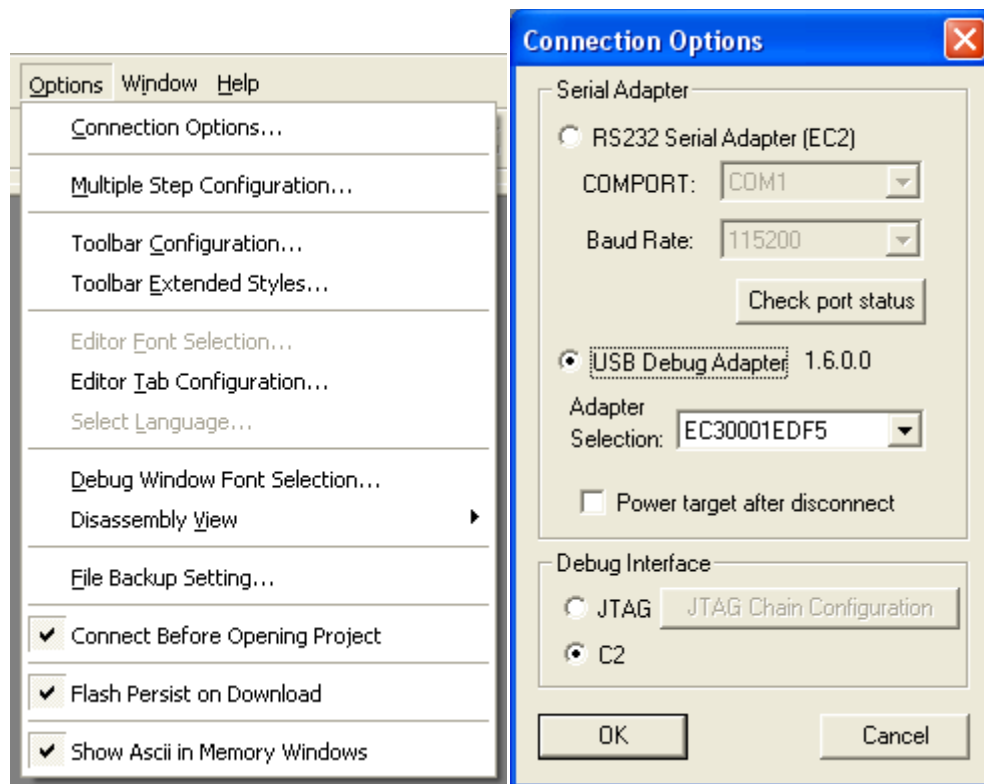 Options Window Help
Connection Options...
Multiple Step Configuration...
Toolbar Configuration...
Toolbar Extended Styles...
Editor Font Selection...
Editor Tab Configuration...
Select Language...
Debug Window Font Selection...
Disassembly View
File Backup Setting...
Connect Before Opening Project
Flash Persist on Download
Show Ascii in Memory Windows
Connection Options
Serial Adapter
RS232 Serial Adapter (EC2)
COMPORT: COM1
Baud Rate: 115200
Check port status
USB Debug Adapter 1.6.0.0
Adapter
Selection: EC30001EDF5
Power target after disconnect
Debug Interface
JTAG JTAG Chain Configuration
C2
OK Cancel